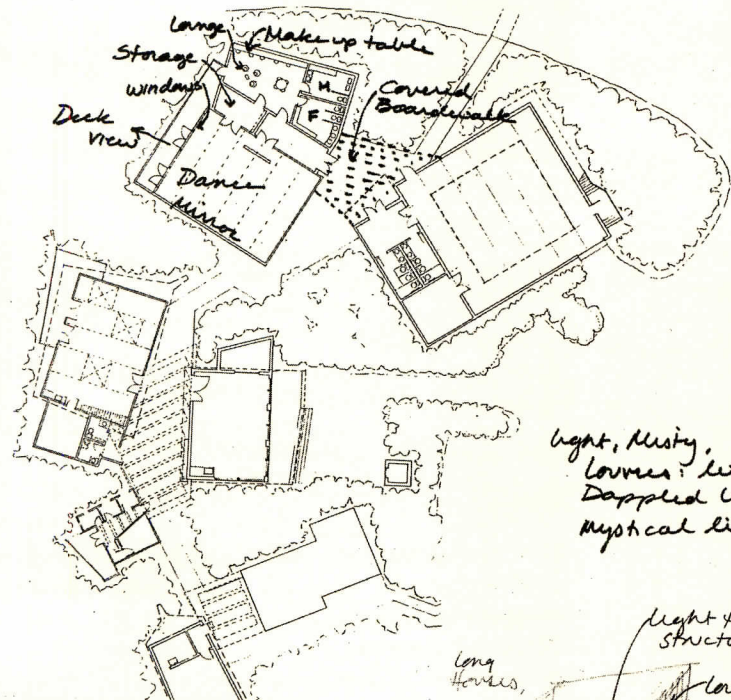 Lounge
Make up table
Storage
Windows
Deck
view
M.
F
Covered
Boardwalk
Dance
Mirror
light, Misty,
Louvres:
Dappled
Mystical
light
structu
Long
Houses,